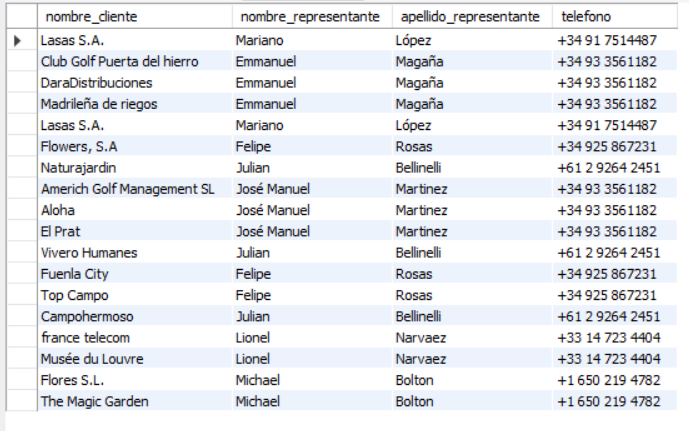 nombre_cliente nombre_representante apellido_representante telefono
Lasas S.A. Mariano López +34 91 7514487
Club Golf Puerta del hierro Emmanuel Magaña +34 93 3561182
DaraDistribuciones Emmanuel Magaña +34 93 3561182
Madrileña de riegos Emmanuel Magaña +34 93 3561182
Lasas S.A. Mariano López +34 91 7514487
Flowers, S.A Felipe Rosas +34 925 867231
Naturajardin Julian Bellinelli +61 2 9264 2451
Americh Golf Management SL José Manuel Martinez +34 93 3561182
Aloha José Manuel Martinez +34 93 3561182
El Prat José Manuel Martinez +34 93 3561182
Vivero Humanes Julian Bellinelli +61 2 9264 2451
Fuenla City Felipe Rosas +34 925 867231
Top Campo Felipe Rosas +34 925 867231
Campohermoso Julian Bellinelli +61 2 9264 2451
france telecom Lionel Narvaez +33 14 723 4404
Musée du Louvre Lionel Narvaez +33 14 723 4404
Flores S.L. Michael Bolton +1 650 219 4782
The Magic Garden Michael Bolton +1 650 219 4782